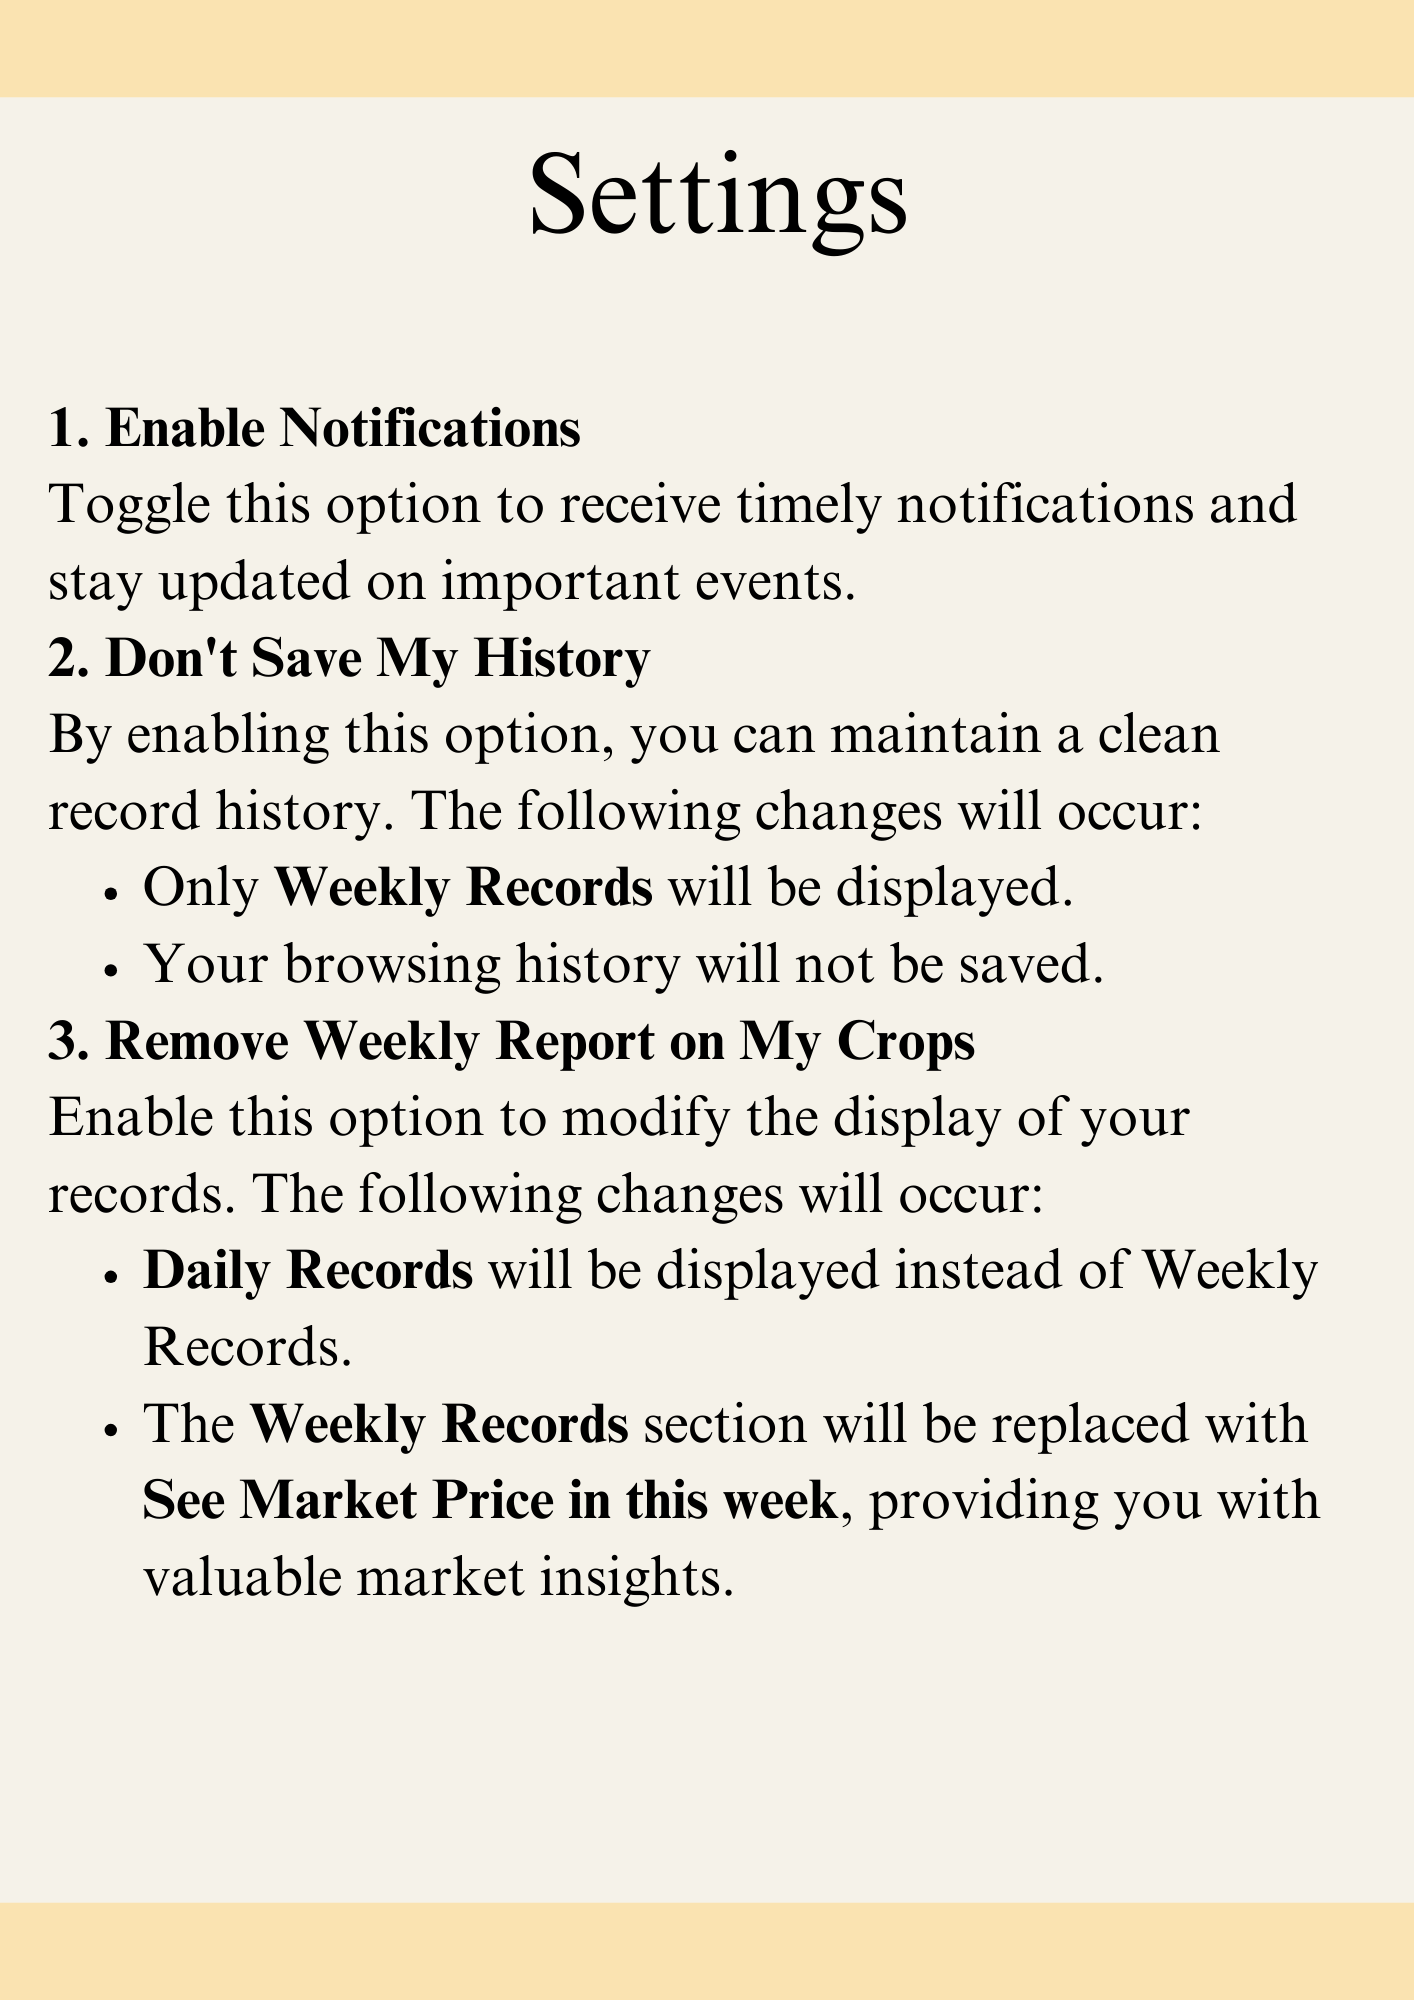 Settings
1. Enable Notifications
Toggle this option to receive timely notifications and
stay updated on important events.
2. Don't Save My History
By enabling this option, you can maintain a clean
record history. The following changes will occur:
• Only Weekly Records will be displayed.
• Your browsing history will not be saved.
3. Remove Weekly Report on My Crops
Enable this option to modify the display of your
records. The following changes will occur:
• Daily Records will be displayed instead of Weekly
Records.
• The Weekly Records section will be replaced with
See Market Price in this week, providing you with
valuable market insights.